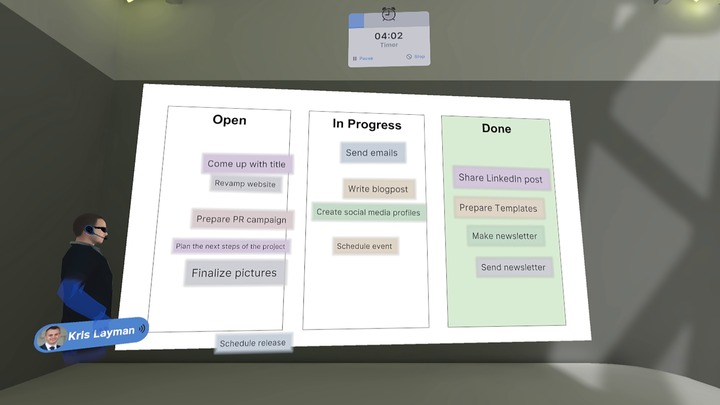 04:02
Timer
Pause
Stop
Open
Come up with title
Revamp website
Prepare PR campaign
Plan the next steps of the project
Finalize pictures
Schedule release
In Progress
Send emails
Write blogpost
Create social media profiles
Schedule event
Done
Share LinkedIn post
Prepare Templates
Make newsletter
Send newsletter
Kris Layman